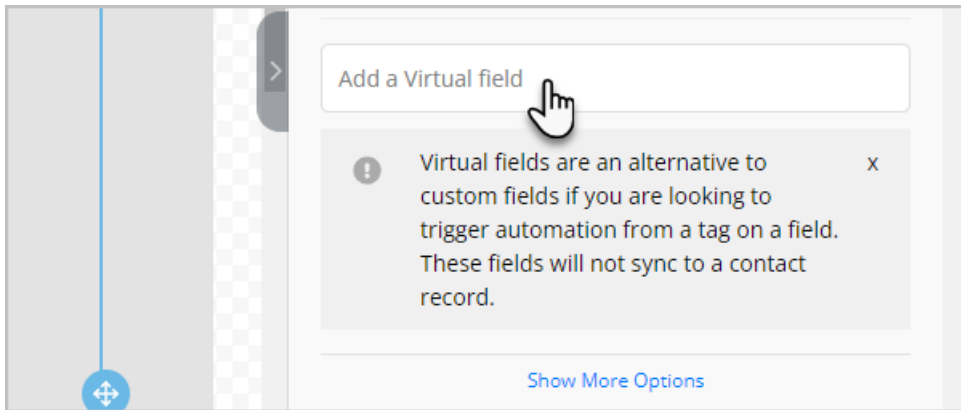 Add a Virtual field
Virtual fields are an alternative to
x
custom fields if you are looking to
trigger automation from a tag on a field.
These fields will not sync to a contact
record.
Show More Options